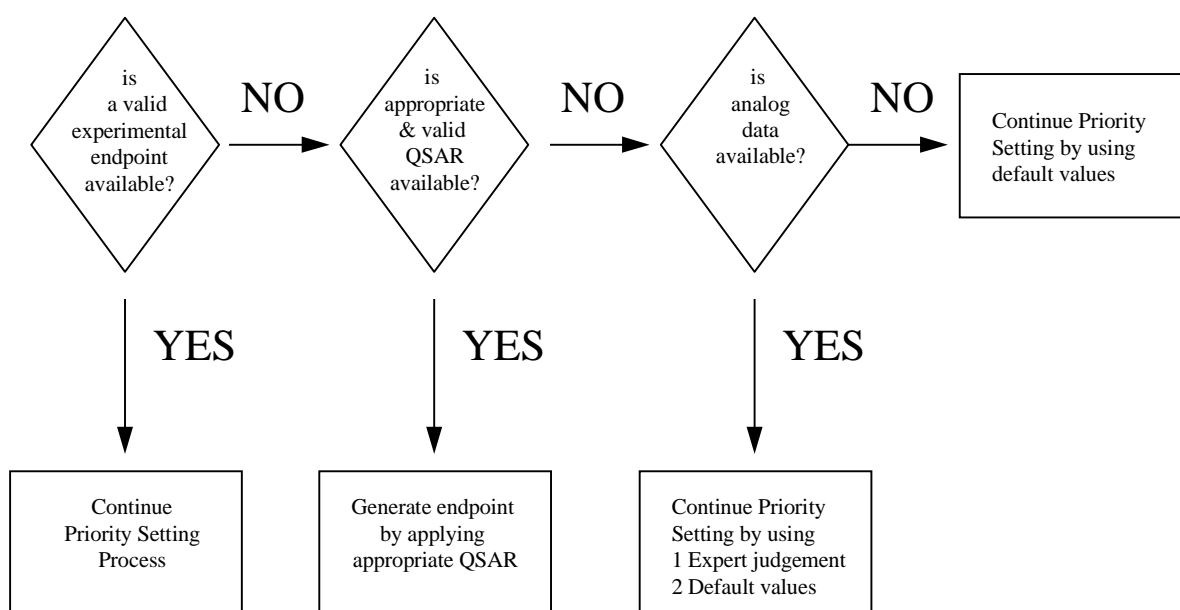 is
a valid
experimental
endpoint
available?
NO
is
appropriate
& valid
QSAR
available?
NO
is
analog
data
available?
NO
Continue Priority
Setting by using
default values
YES
YES
YES
Continue
Priority Setting
Process
Generate endpoint
by applying
appropriate QSAR
Continue Priority
Setting by using
1 Expert judgement
2 Default values